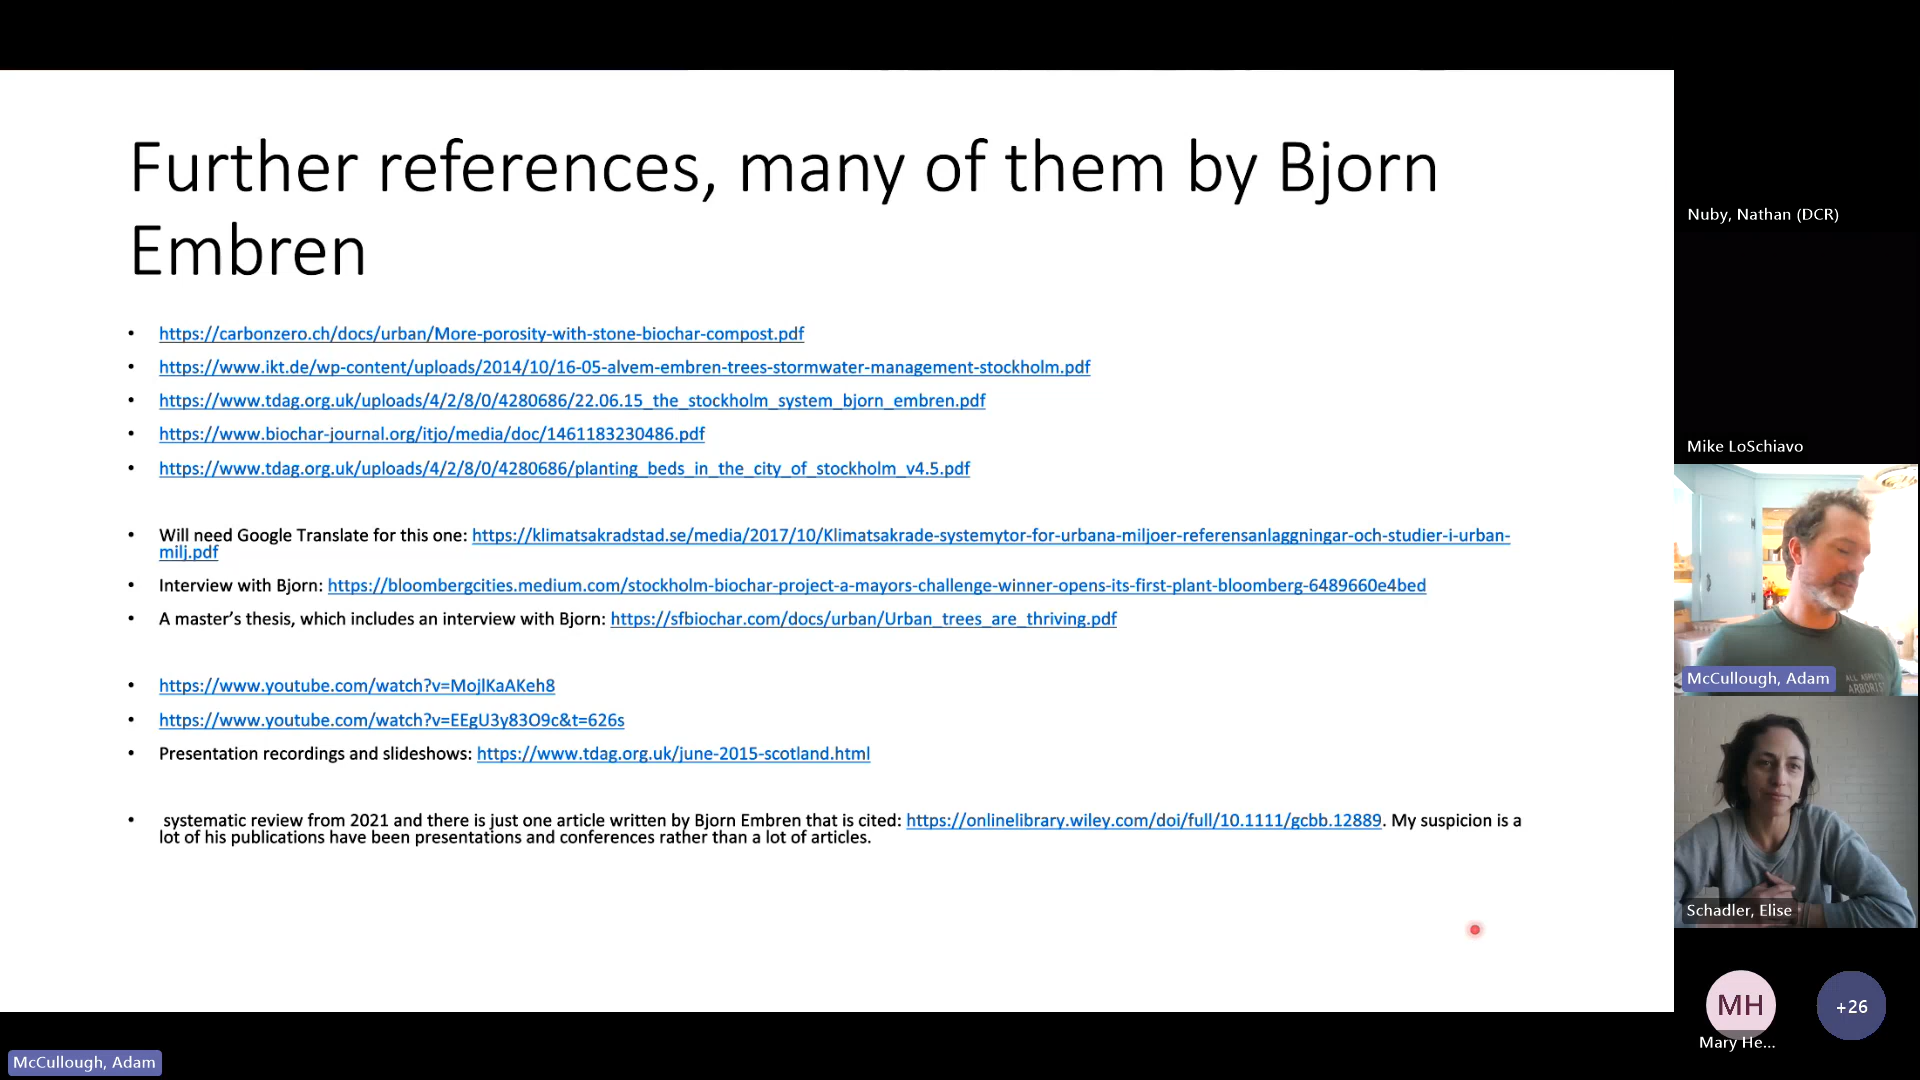 Further references, many of them by Bjorn
Embren
• https://carbonzero.ch/docs/urban/More-porosity-with-stone-biochar-compost.pdf
• https://www.ikt.de/wp-content/uploads/2014/10/16-05-alvem-embren-trees-stormwater-management-stockholm.pdf
• https://www.tdag.org.uk/uploads/4/2/8/0/4280686/22.06.15_the_stockholm_system_bjorn_embren.pdf
• https://www.biochar-journal.org/itjo/media/doc/1461183230486.pdf
• https://www.tdag.org.uk/uploads/4/2/8/0/4280686/planting_beds_in_the_city_of_stockholm_v4.5.pdf
• Will need Google Translate for this one: https://klimatsakradstad.se/media/2017/10/Klimatsakrade-systemytor-for-urbana-miljoer-referensanlaggningar-och-studier-i-urban-
milj.pdf
• Interview with Bjorn: https://bloombergcities.medium.com/stockholm-biochar-project-a-mayors-challenge-winner-opens-its-first-plant-bloomberg-6489660e4bed
• A master’s thesis, which includes an interview with Bjorn: https://sfbiochar.com/docs/urban/Urban_trees_are_thriving.pdf
• https://www.youtube.com/watch?v=MojlKaAKeh8
• https://www.youtube.com/watch?v=EEgU3y83O9c&t=626s
• Presentation recordings and slideshows: https://www.tdag.org.uk/june-2015-scotland.html
• systematic review from 2021 and there is just one article written by Bjorn Embren that is cited: https://onlinelibrary.wiley.com/doi/full/10.1111/gcbb.12889. My suspicion is a
lot of his publications have been presentations and conferences rather than a lot of articles.
Nuby, Nathan (DCR)
Mike LoSchiavo
ALL ASPECTS
ARBORIS
McCullough, Adam
Schadler, Elise
MH
+26
Mary He...
McCullough, Adam